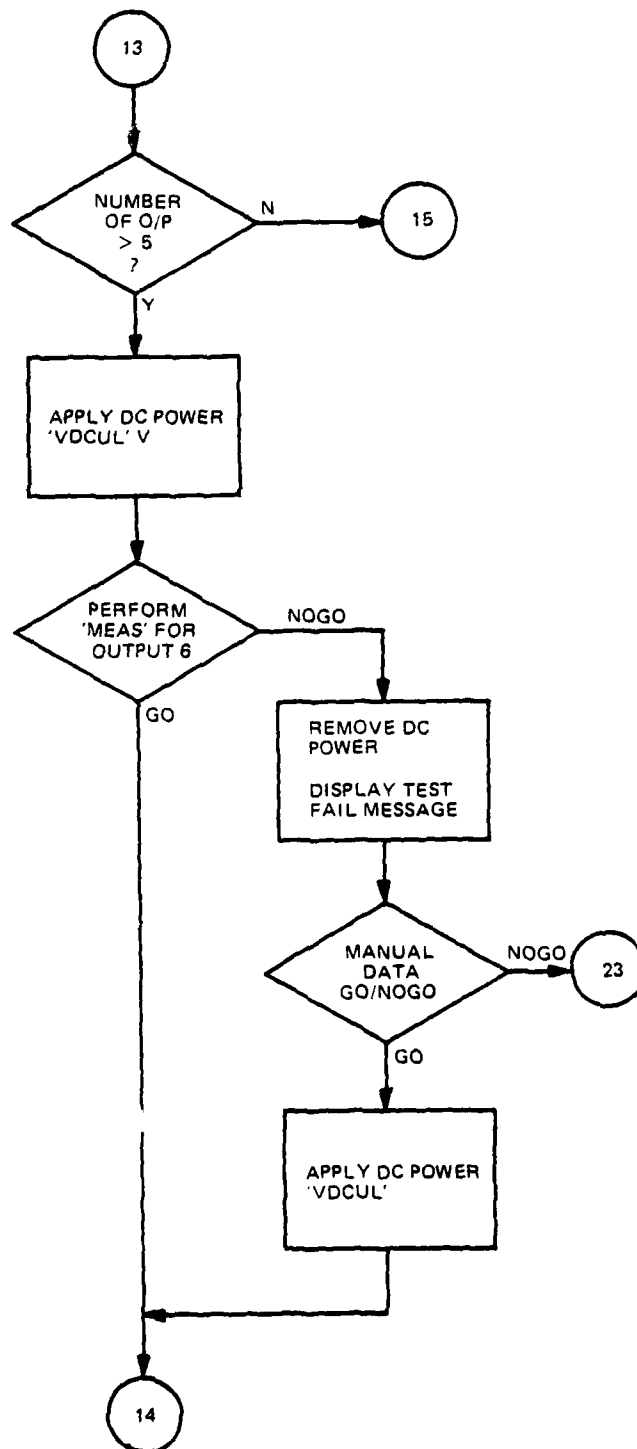 13
NUMBER
OF O/P
> 5
?
N
15
Y
APPLY DC POWER
'VDCUL' V
PERFORM
'MEAS' FOR
OUTPUT 6
NOGO
GO
REMOVE DC
POWER
DISPLAY TEST
FAIL MESSAGE
MANUAL
DATA
GO/NOGO
NOGO
23
GO
APPLY DC POWER
'VDCUL'
14